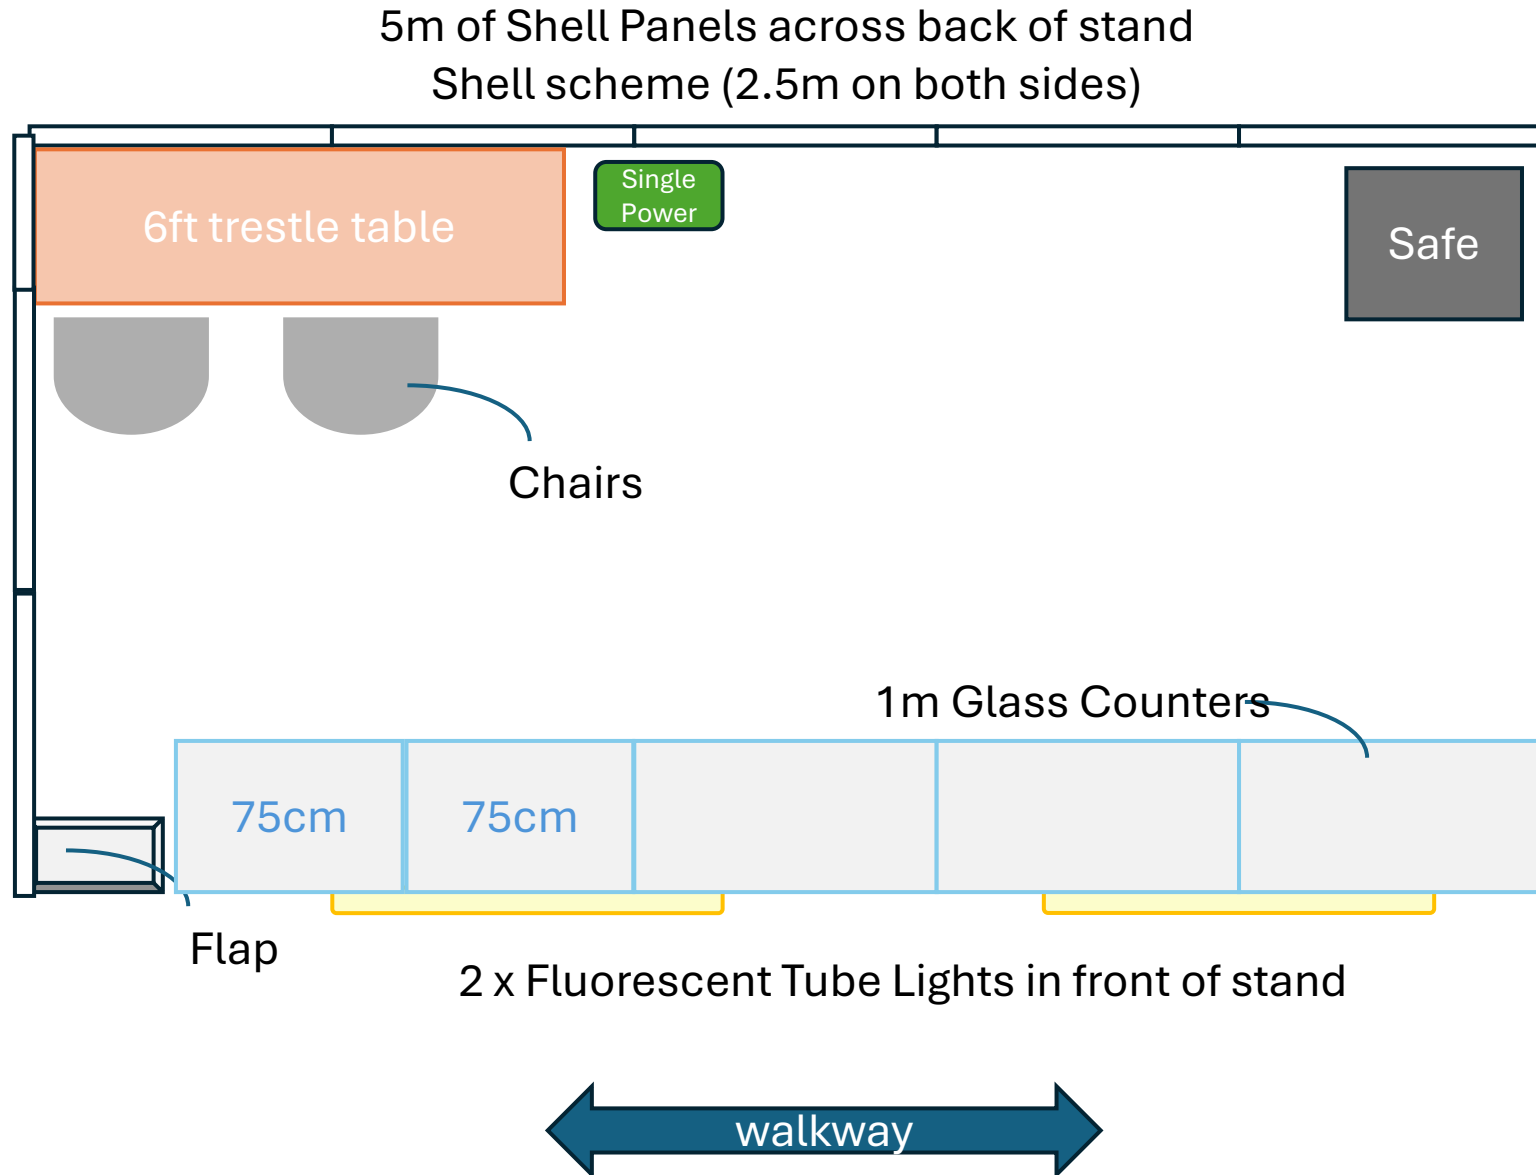 5m of Shell Panels across back of stand
Shell scheme (2.5m on both sides)
6ft trestle table
Single
Power
Safe
Chairs
1m Glass Counters
75cm
75cm
Flap
2 x Fluorescent Tube Lights in front of stand
walkway